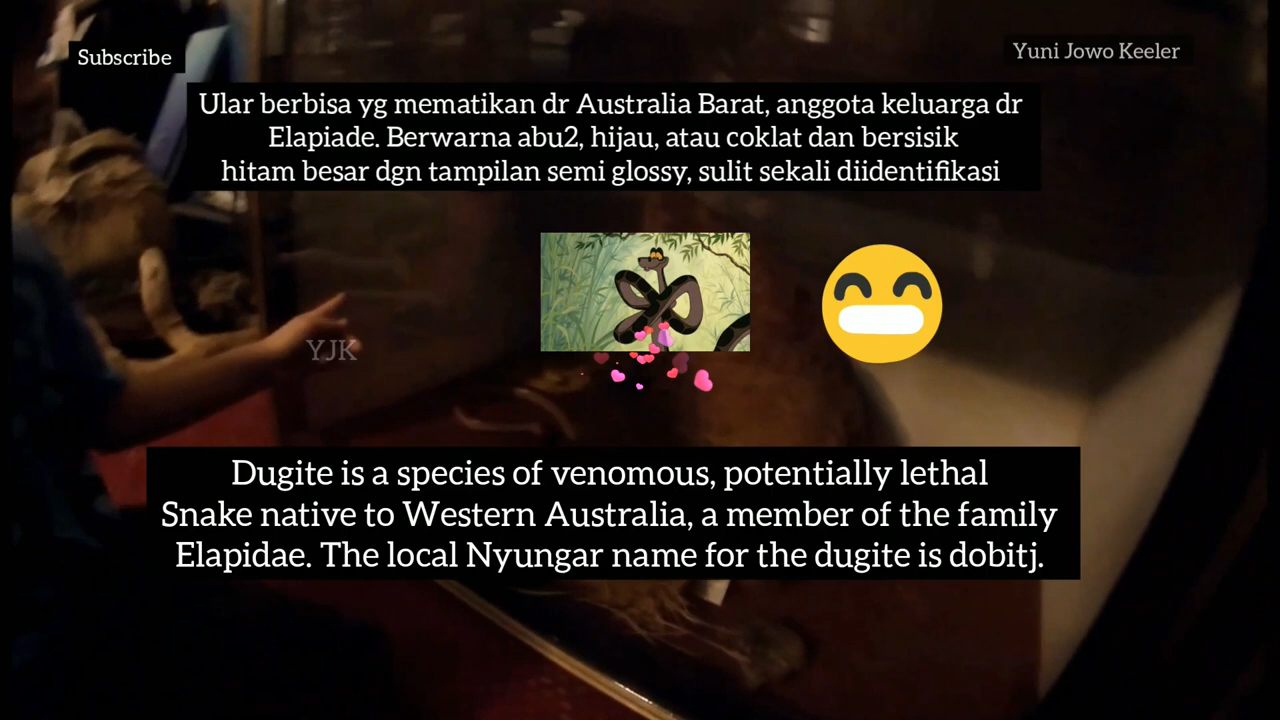 Subscribe
Yuni Jowo Keeler
Ular berbisa yg mematikan dr Australia Barat, anggota keluarga dr
Elapiade. Berwarna abu2, hijau, atau coklat dan bersisik
hitam besar dgn tampilan semi glossy, sulit sekali diidentifikasi
YJK
Dugite is a species of venomous, potentially lethal
Snake native to Western Australia, a member of the family
Elapidae. The local Nyungar name for the dugite is dobitj.